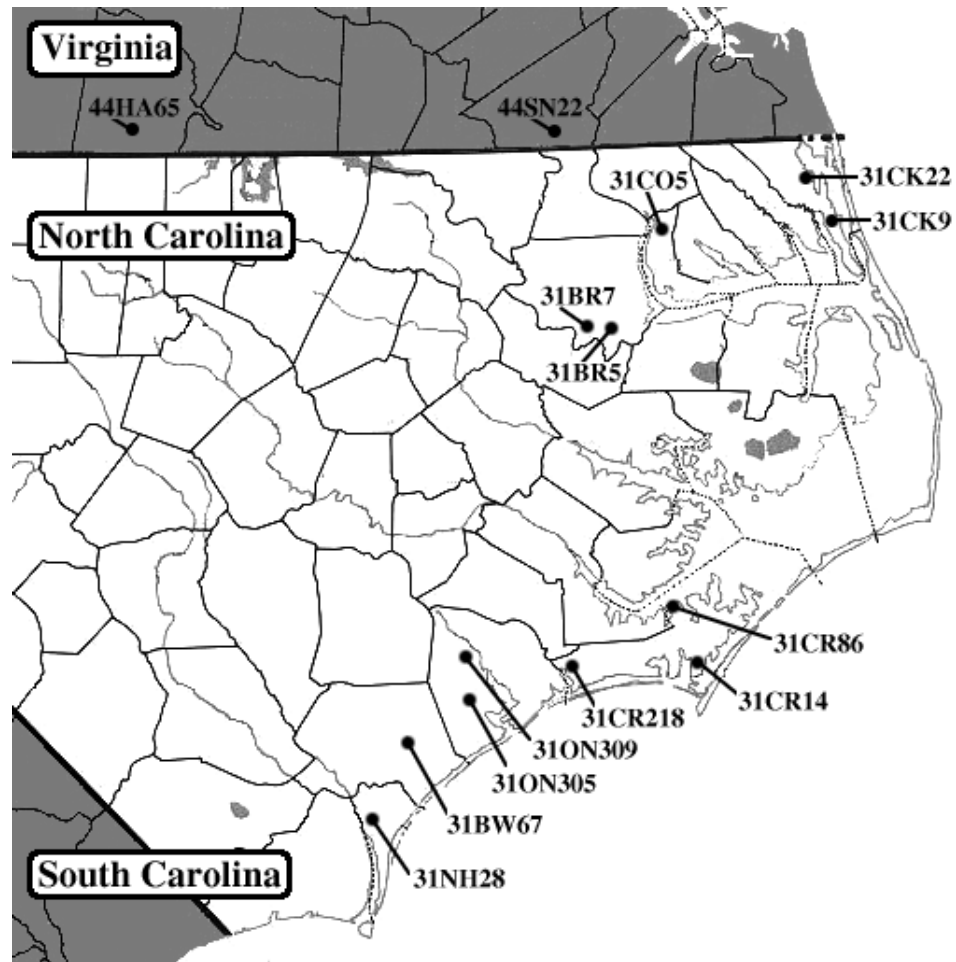 Virginia
44HA65
44SN22
31CO5
31CK22
31CK9
North Carolina
31BR7
31BR5
31CR86
31CR14
31CR218
31ON309
31ON305
31BW67
South Carolina
31NH28